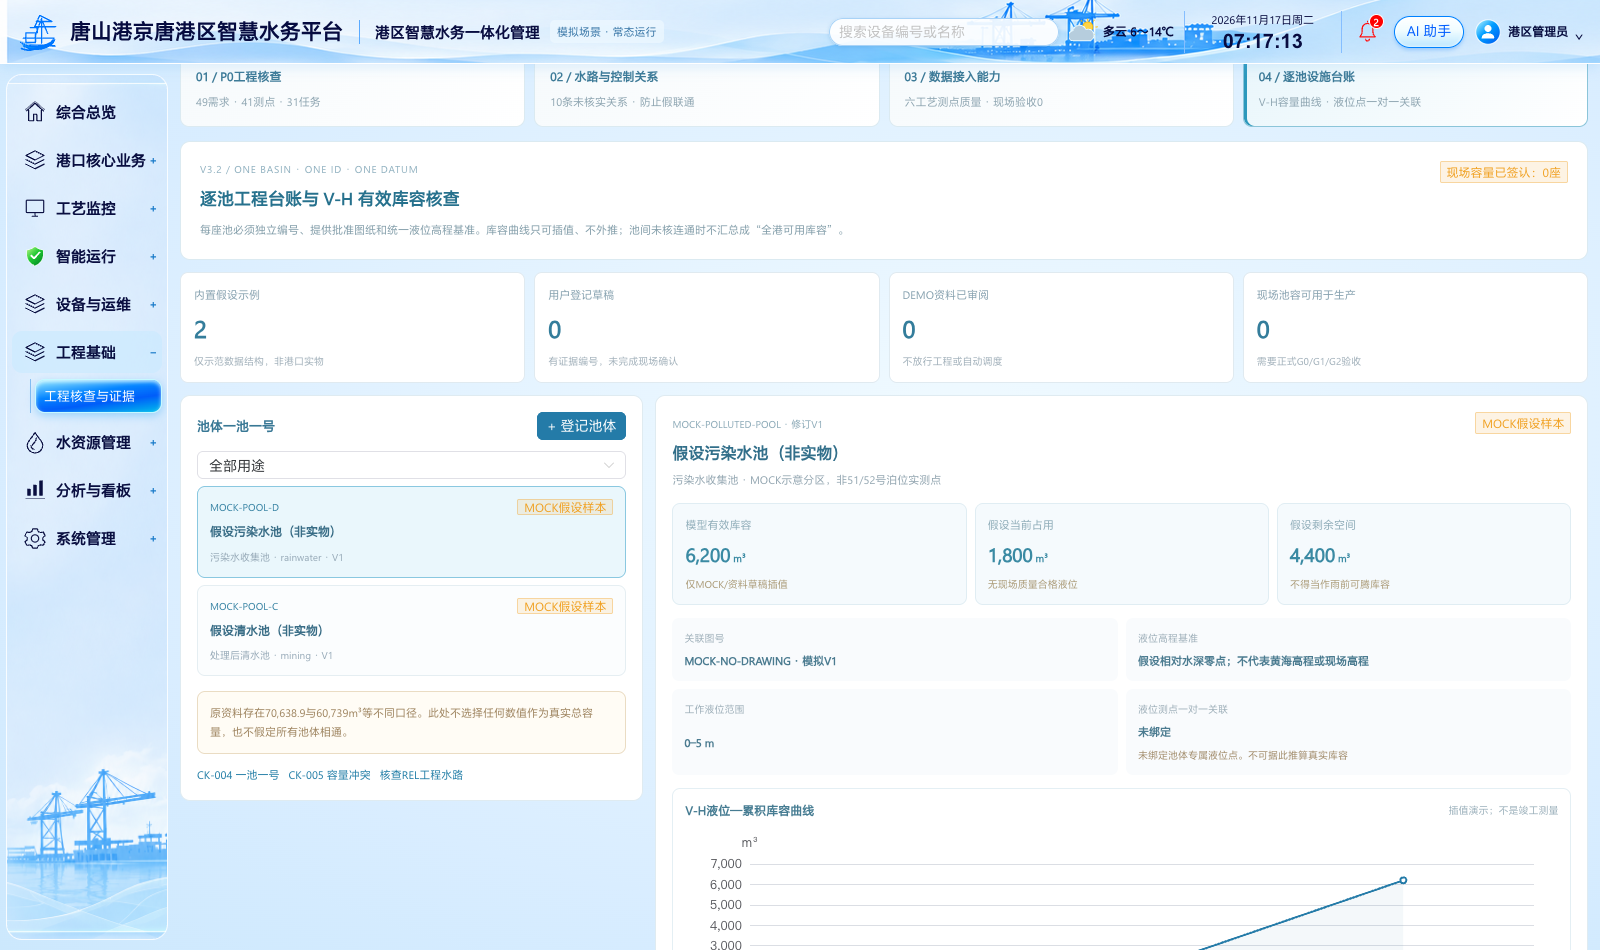 唐山港京唐港区智慧水务平台
港区智慧水务一体化管理
模拟场景 · 常态运行
搜索设备编号或名称
多云 6~14℃
2026年11月17日周二
07:17:13
2
AI 助手
港区管理员
综合总览
港口核心业务 +
工艺监控 +
智能运行 +
设备与运维 +
工程基础 −
工程核查与证据
水资源管理 +
分析与看板 +
系统管理 +
01 / P0工程核查
49需求 · 41测点 · 31任务
02 / 水路与控制关系
10条未核实关系 · 防止假联通
03 / 数据接入能力
六工艺测点质量 · 现场验收0
04 / 逐池设施台账
V-H容量曲线 · 液位点一对一关联
V3.2 / ONE BASIN · ONE ID · ONE DATUM
现场容量已签认：0座
逐池工程台账与 V-H 有效库容核查
每座池必须独立编号、提供批准图纸和统一液位高程基准。库容曲线只可插值、不外推；池间未核连通时不汇总成“全港可用库容”。
内置假设示例
2
仅示范数据结构，非港口实物
用户登记草稿
0
有证据编号，未完成现场确认
DEMO资料已审阅
0
不放行工程或自动调度
现场池容可用于生产
0
需要正式G0/G1/G2验收
池体一池一号
+ 登记池体
全部用途
MOCK-POOL-D
MOCK假设样本
假设污染水池（非实物）
污染水收集池 · rainwater · V1
MOCK-POOL-C
MOCK假设样本
假设清水池（非实物）
处理后清水池 · mining · V1
原资料存在70,638.9与60,739m³等不同口径。此处不选择任何数值作为真实总容量，也不假定所有池体相通。
CK-004 一池一号 CK-005 容量冲突 核查REL工程水路
MOCK-POLLUTED-POOL · 修订V1
MOCK假设样本
假设污染水池（非实物）
污染水收集池 · MOCK示意分区，非51/52号泊位实测点
模型有效库容
6,200 m³
仅MOCK/资料草稿插值
假设当前占用
1,800 m³
无现场质量合格液位
假设剩余空间
4,400 m³
不得当作雨前可腾库容
关联图号
MOCK-NO-DRAWING · 模拟V1
液位高程基准
假设相对水深零点；不代表黄海高程或现场高程
工作液位范围
0–5 m
液位测点一对一关联
未绑定
未绑定池体专属液位点。不可据此推算真实库容
V-H液位—累积库容曲线
插值演示；不是竣工测量
m³
7,000
6,000
5,000
4,000
3,000